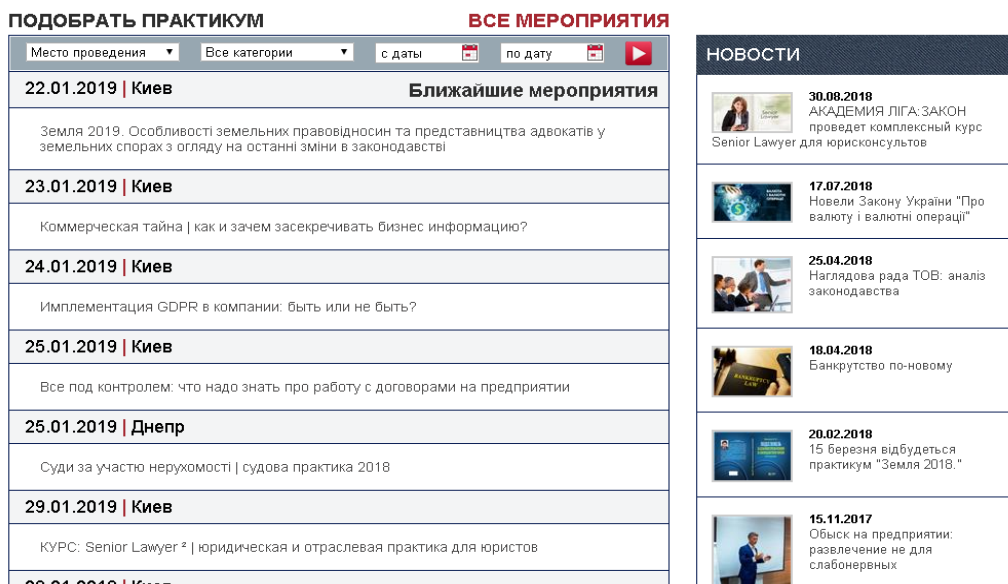 ПОДОБРАТЬ ПРАКТИКУМ
ВСЕ МЕРОПРИЯТИЯ
Место проведения
Все категории
с даты
по дату
22.01.2019 | Киев
Ближайшие мероприятия
Земля 2019. Особливості земельних правовідносин та представництва адвокатів у
земельних спорах з огляду на останні зміни в законодавстві
23.01.2019 | Киев
Коммерческая тайна | как и зачем засекречивать бизнес информацию?
24.01.2019 | Киев
Имплементация GDPR в компании: быть или не быть?
25.01.2019 | Киев
Все под контролем: что надо знать про работу с договорами на предприятии
25.01.2019 | Днепр
Суди за участю нерухомості | судова практика 2018
29.01.2019 | Киев
КУРС: Senior Lawyer ² | юридическая и отраслевая практика для юристов
НОВОСТИ
30.08.2018
АКАДЕМИЯ ЛІГА:ЗАКОН
проведет комплексный курс
Senior Lawyer для юрисконсультов
17.07.2018
Новели Закону України "Про
валюту і валютні операції"
25.04.2018
Наглядова рада ТОВ: аналіз
законодавства
18.04.2018
Банкрутство по-новому
BANKRUPTCY
LAW
20.02.2018
15 березня відбудеться
практикум "Земля 2018."
15.11.2017
Обыск на предприятии:
развлечение не для
слабонервных